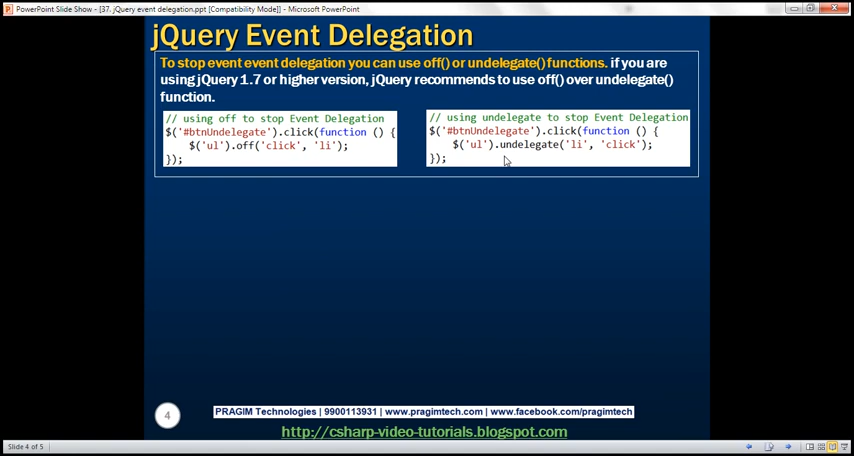 PowerPoint Slide Show - [37. jQuery event delegation.ppt [Compatibility Mode]] - Microsoft PowerPoint
jQuery Event Delegation
To stop event event delegation you can use off() or undelegate() functions. if you are
using jQuery 1.7 or higher version, jQuery recommends to use off() over undelegate()
function.
// using off to stop Event Delegation
$('#btnUndelegate').click(function () {
$('ul').off('click', 'li');
});
// using undelegate to stop Event Delegation
$('#btnUndelegate').click(function () {
$('ul').undelegate('li', 'click');
});
4
PRAGIM Technologies | 9900113931 | www.pragimtech.com | www.facebook.com/pragimtech
http://csharp-video-tutorials.blogspot.com
Slide 4 of 5